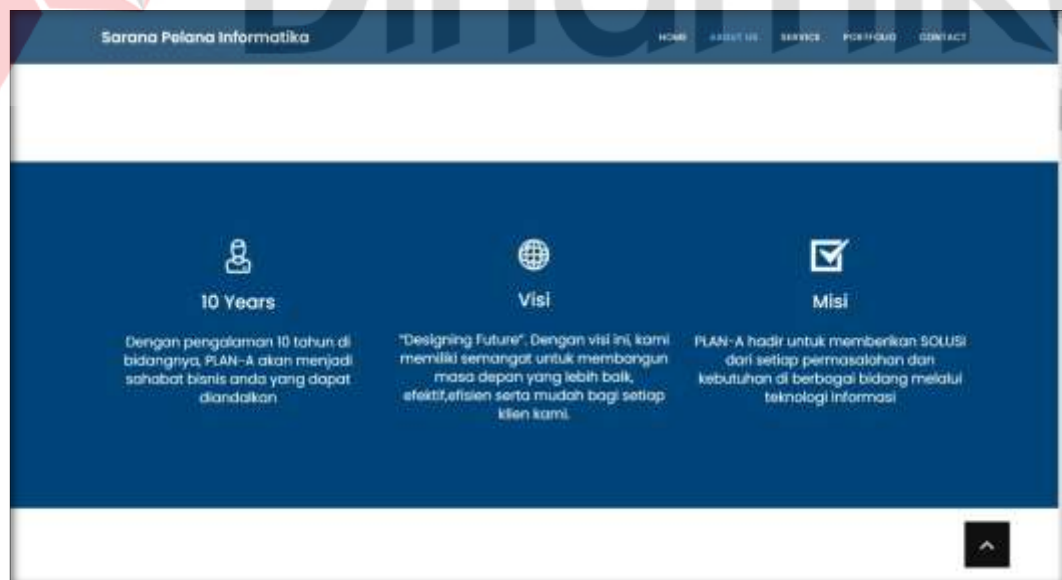 Dinamik
Sarana Pelana Informatika
HOME ABOUT US SERVICE PORTFOLIO CONTACT
10 Years
Dengan pengalaman 10 tahun di
bidangnya, PLAN-A akan menjadi
sahabat bisnis anda yang dapat
diandalkan
Visi
"Designing Future". Dengan visi ini, kami
memiliki semangat untuk membangun
masa depan yang lebih baik,
efektif,efisien serta mudah bagi setiap
klien kami.
Misi
PLAN-A hadir untuk memberikan SOLUSI
dari setiap permasalahan dan
kebutuhan di berbagai bidang melalui
teknologi Informasi